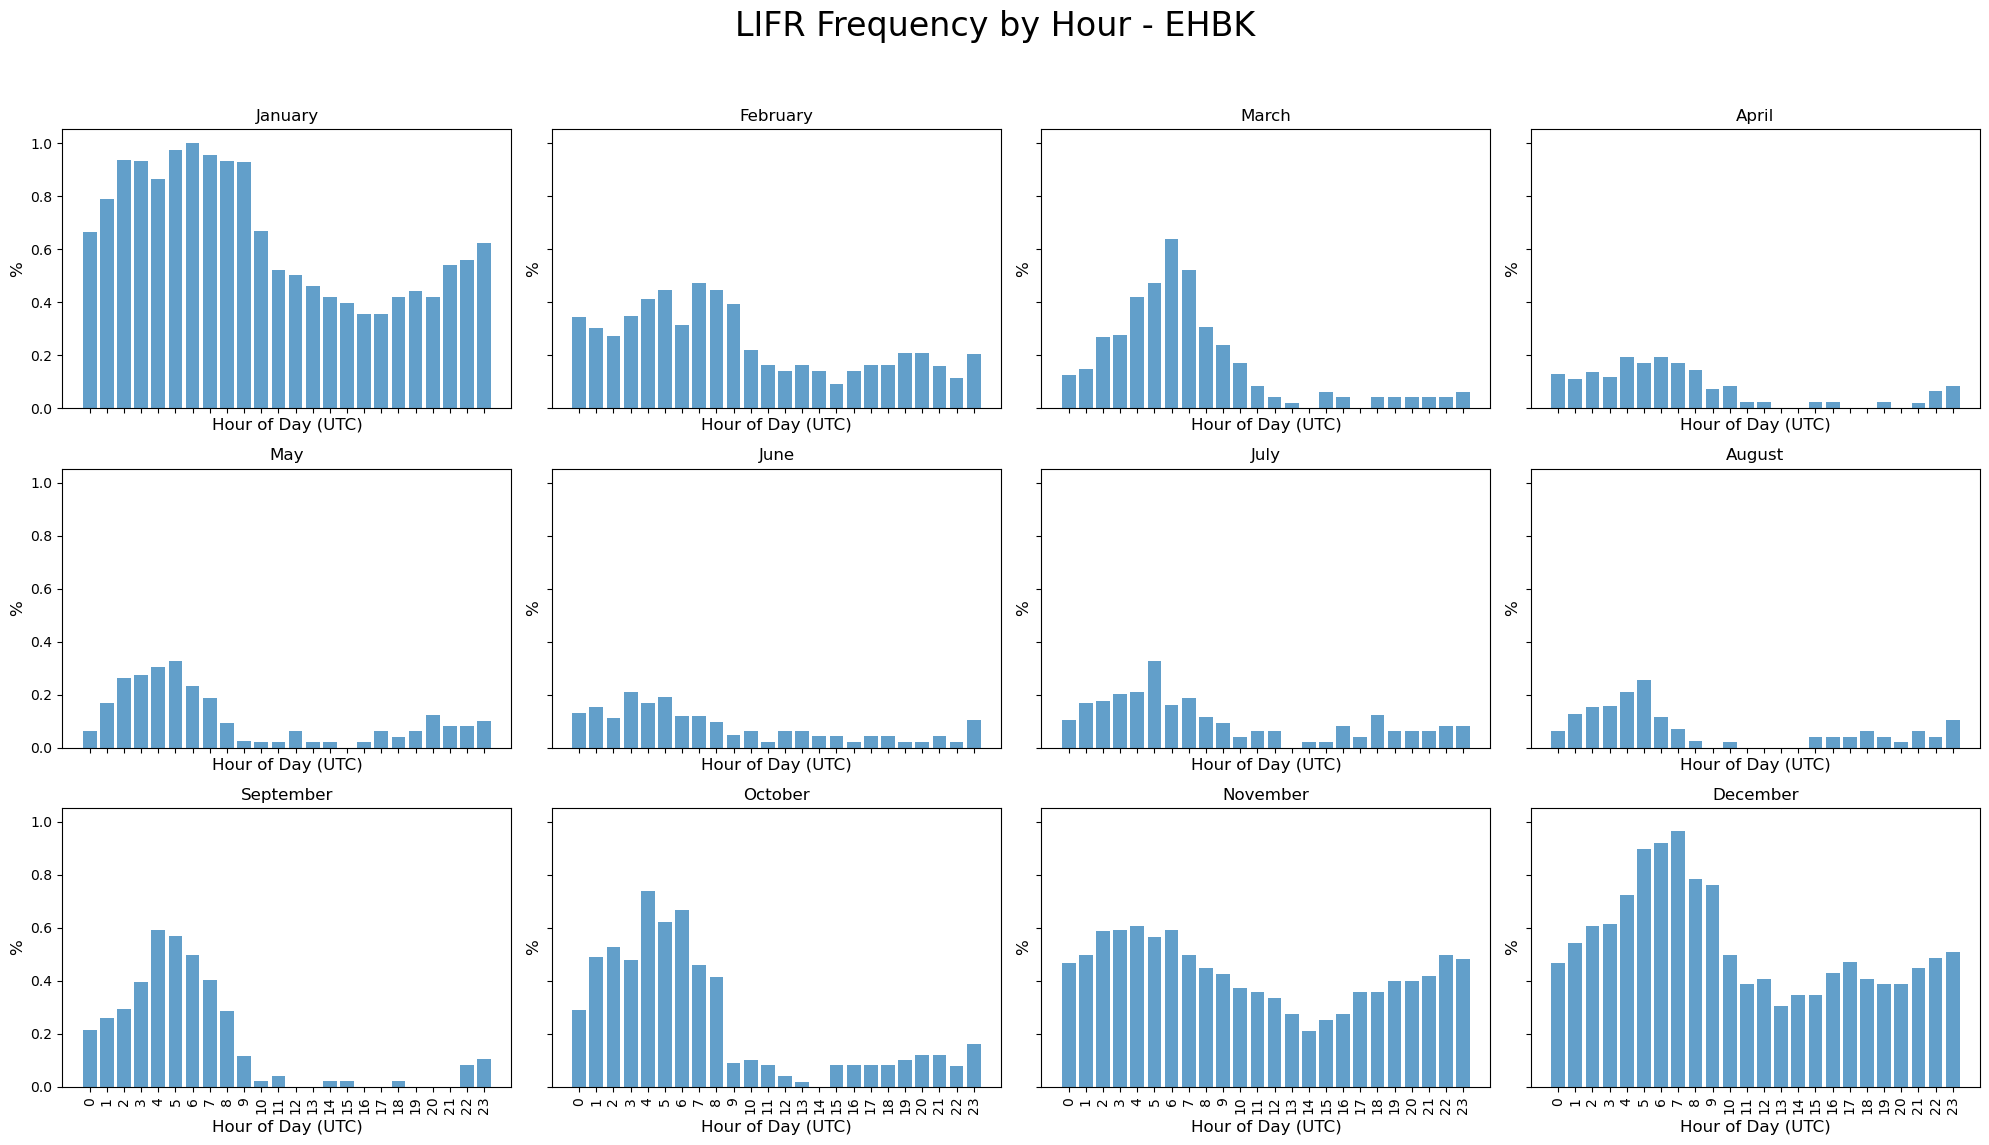 LIFR Frequency by Hour - EHBK
January February March April
1.0
0.8
0.6
0.4
0.2
0.0
% % % %
Hour of Day (UTC) Hour of Day (UTC) Hour of Day (UTC) Hour of Day (UTC)
May June July August
1.0
0.8
0.6
0.4
0.2
0.0
% % % %
Hour of Day (UTC) Hour of Day (UTC) Hour of Day (UTC) Hour of Day (UTC)
September October November December
1.0
0.8
0.6
0.4
0.2
0.0
% % % %
0 1 2 3 4 5 6 7 8 9 10 11 12 13 14 15 16 17 18 19 20 21 22 23 0 1 2 3 4 5 6 7 8 9 10 11 12 13 14 15 16 17 18 19 20 21 22 23 0 1 2 3 4 5 6 7 8 9 10 11 12 13 14 15 16 17 18 19 20 21 22 23 0 1 2 3 4 5 6 7 8 9 10 11 12 13 14 15 16 17 18 19 20 21 22 23
Hour of Day (UTC) Hour of Day (UTC) Hour of Day (UTC) Hour of Day (UTC)